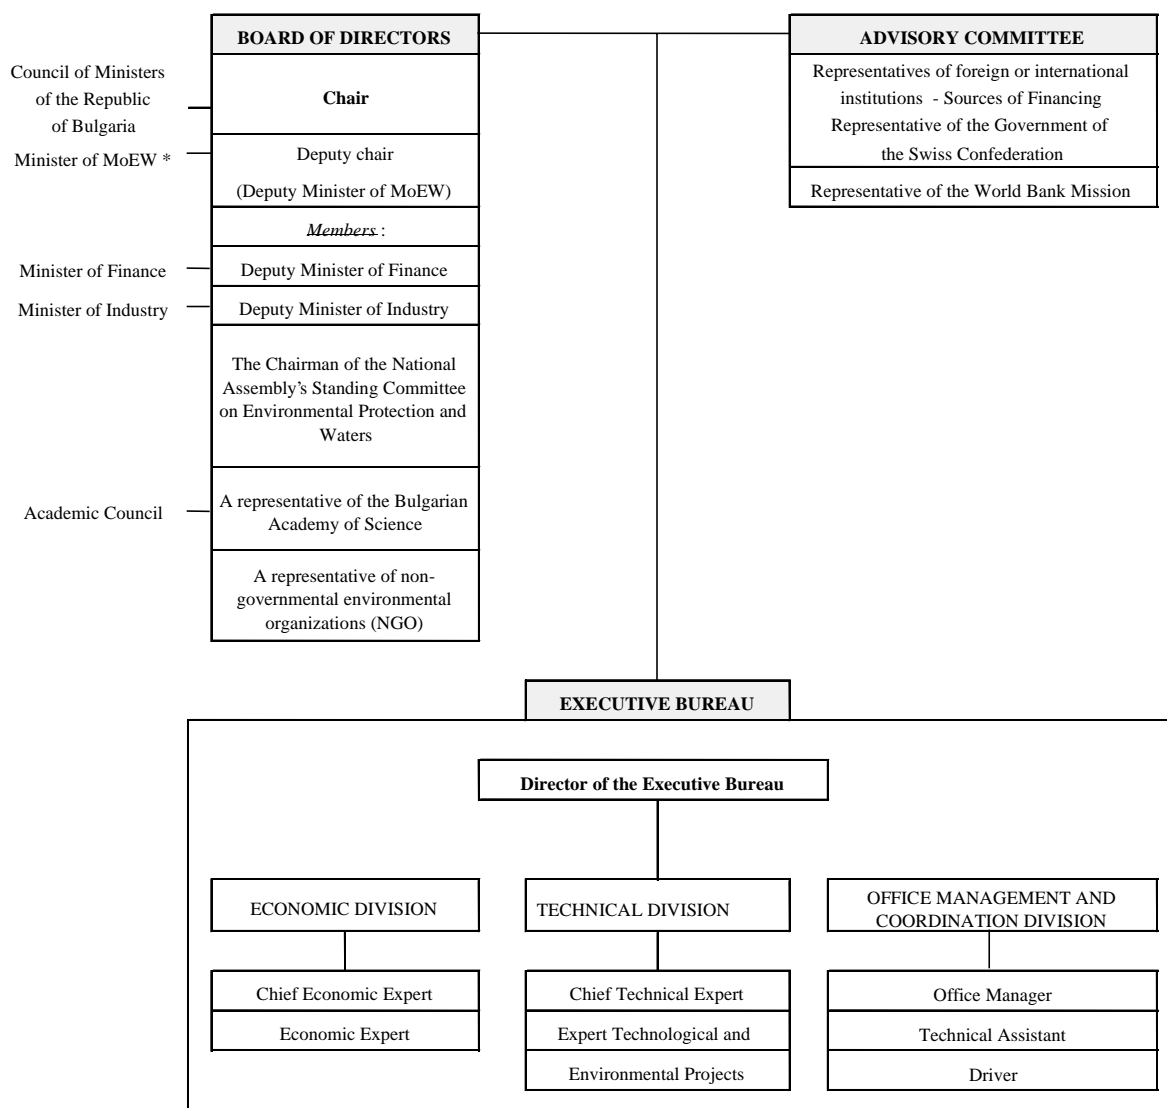 BOARD OF DIRECTORS
ADVISORY COMMITTEE
Council of Ministers
of the Republic
of Bulgaria
Chair
Representatives of foreign or international
institutions - Sources of Financing
Representative of the Government of
the Swiss Confederation
Minister of MoEW *
Deputy chair
(Deputy Minister of MoEW)
Representative of the World Bank Mission
Members :
Minister of Finance
Deputy Minister of Finance
Minister of Industry
Deputy Minister of Industry
The Chairman of the National
Assembly’s Standing Committee
on Environmental Protection and
Waters
Academic Council
A representative of the Bulgarian
Academy of Science
A representative of non-
governmental environmental
organizations (NGO)
EXECUTIVE BUREAU
Director of the Executive Bureau
ECONOMIC DIVISION
Chief Economic Expert
Economic Expert
TECHNICAL DIVISION
Chief Technical Expert
Expert Technological and
Environmental Projects
OFFICE MANAGEMENT AND
COORDINATION DIVISION
Office Manager
Technical Assistant
Driver